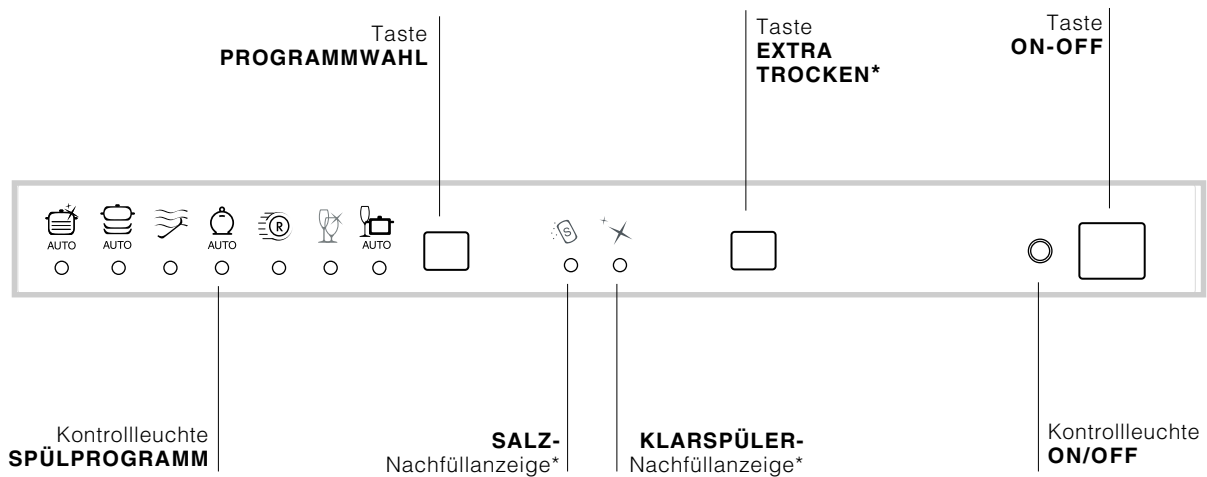 Taste
PROGRAMMWAHL
Taste
EXTRA
TROCKEN*
Taste
ON-OFF
AUTO
AUTO
AUTO
R
AUTO
S
Kontrollleuchte
SPÜLPROGRAMM
SALZ-
Nachfüllanzeige*
KLARSPÜLER-
Nachfüllanzeige*
Kontrollleuchte
ON/OFF